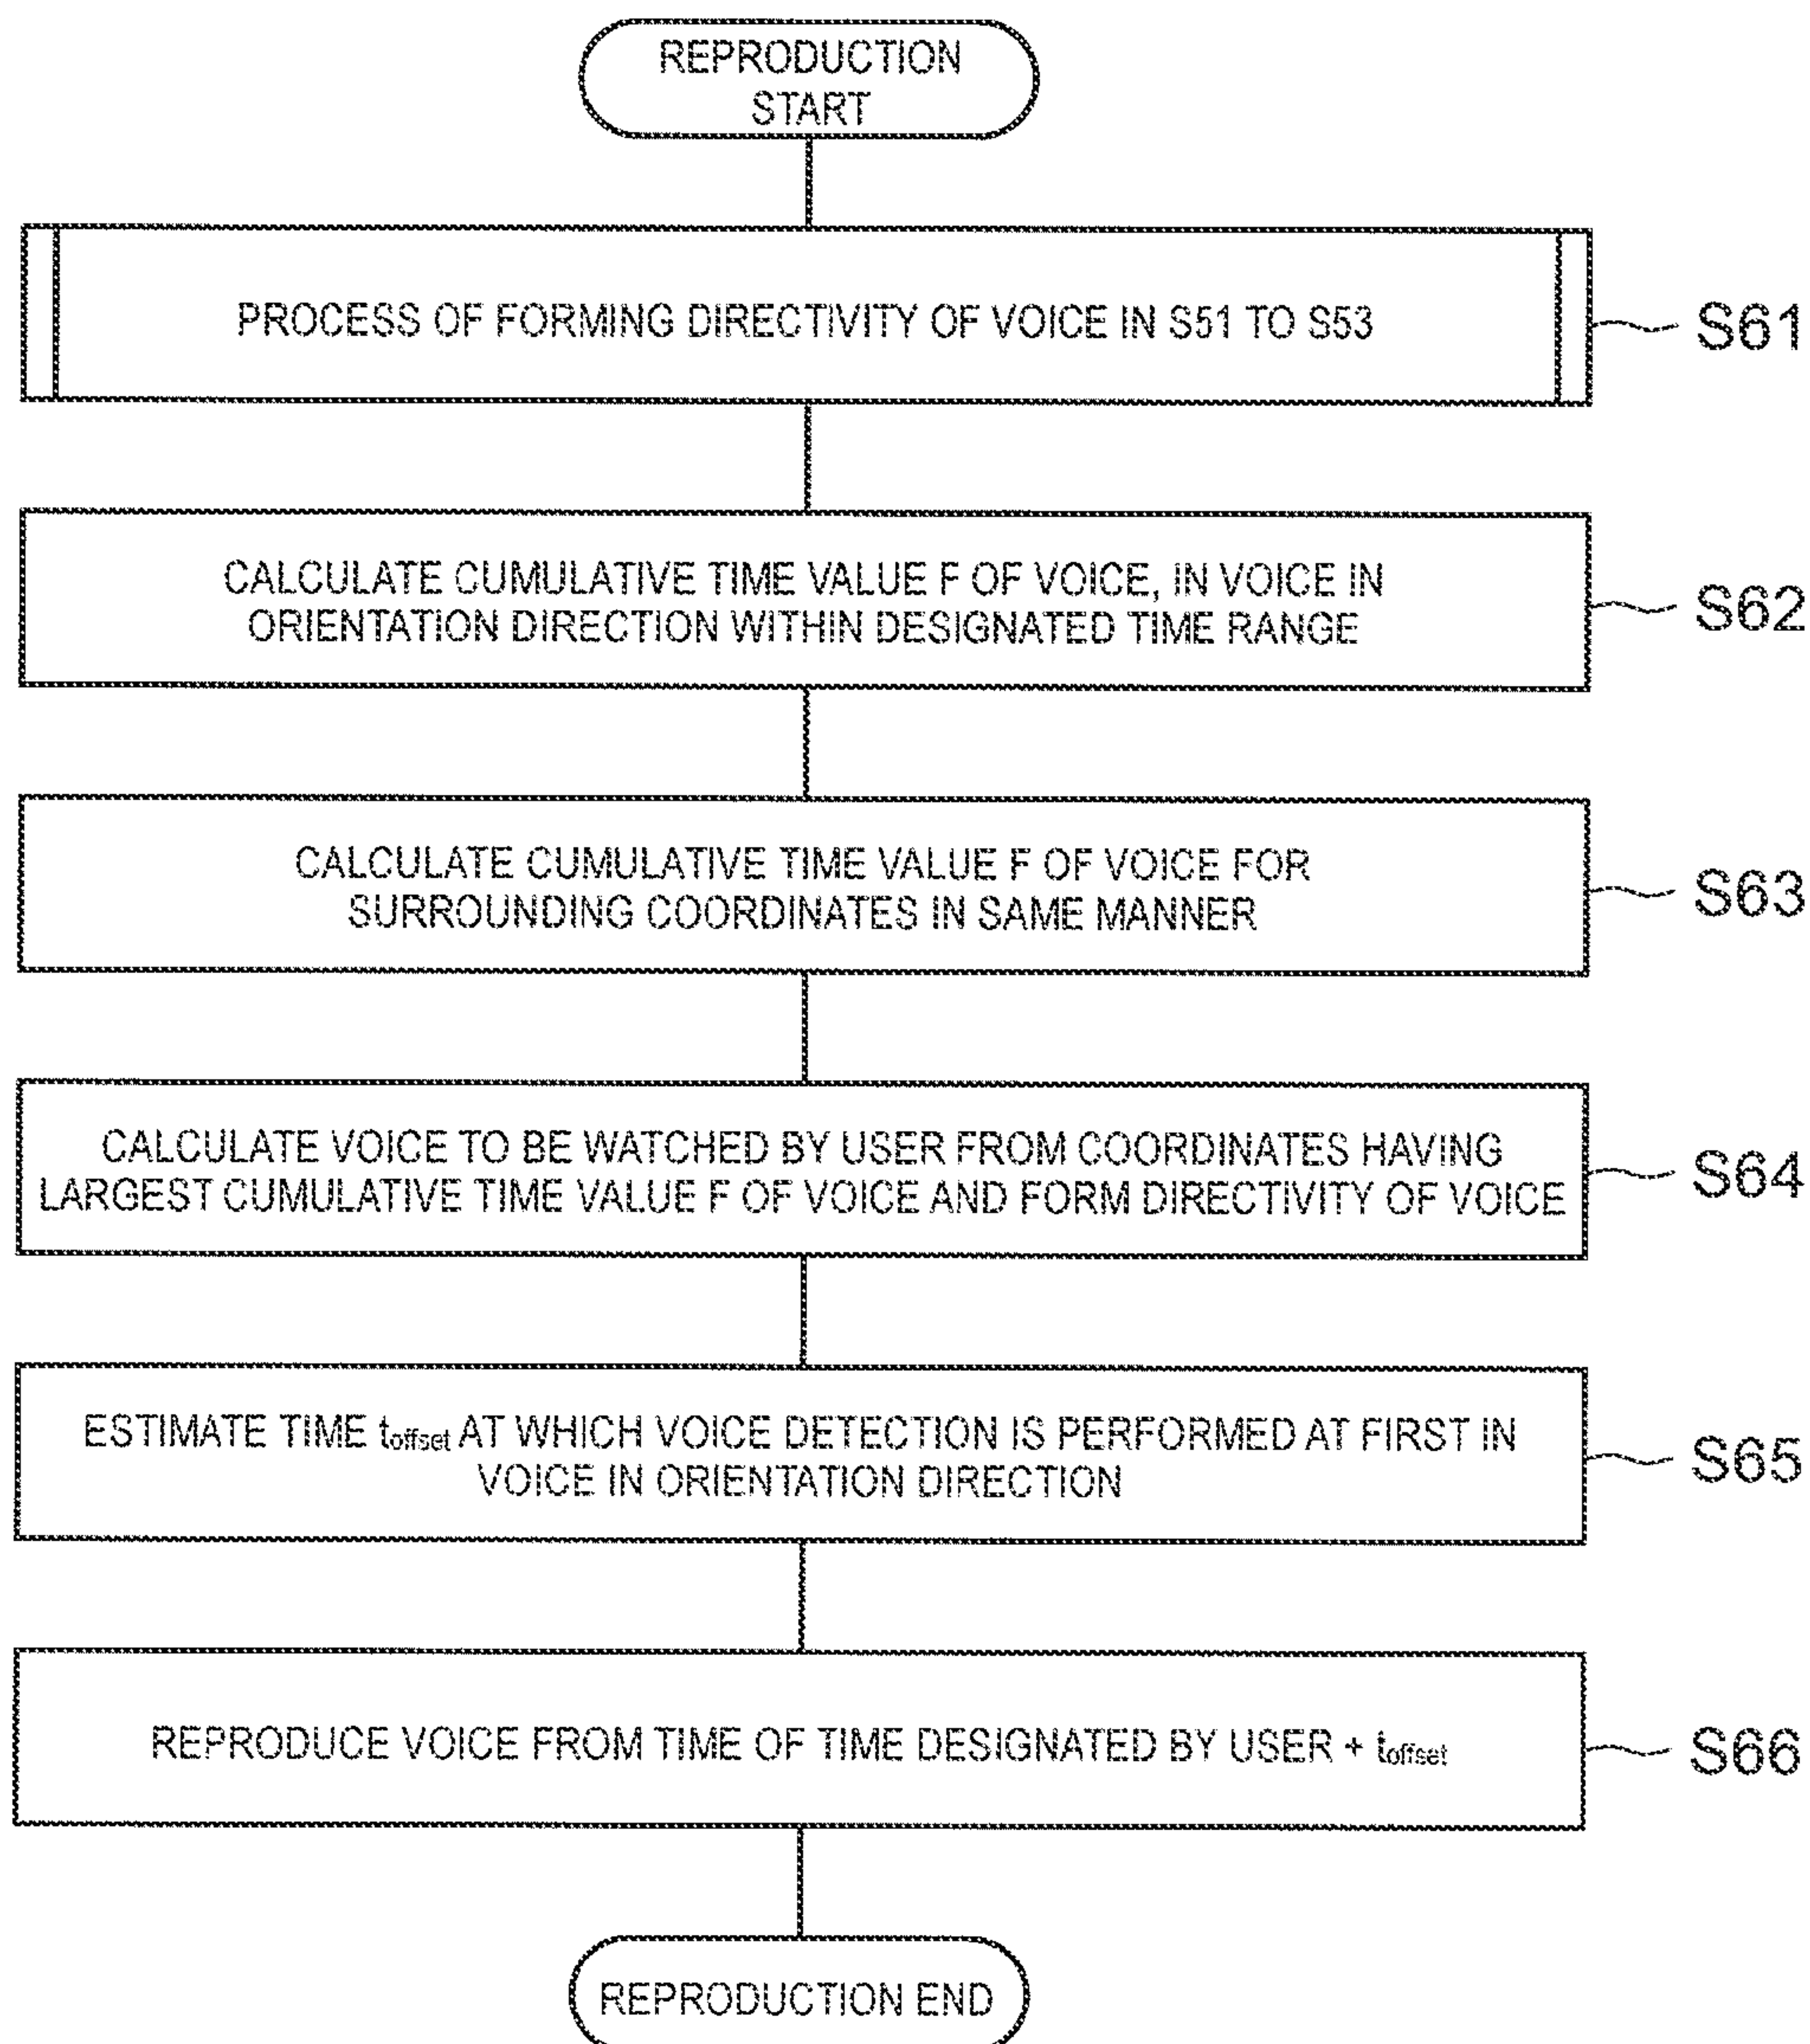 REPRODUCTION
START
PROCESS OF FORMING DIRECTIVITY OF VOICE IN S51 TO S53
S61
CALCULATE CUMULATIVE TIME VALUE F OF VOICE, IN VOICE IN
ORIENTATION DIRECTION WITHIN DESIGNATED TIME RANGE
S62
CALCULATE CUMULATIVE TIME VALUE F OF VOICE FOR
SURROUNDING COORDINATES IN SAME MANNER
S63
CALCULATE VOICE TO BE WATCHED BY USER FROM COORDINATES HAVING
LARGEST CUMULATIVE TIME VALUE F OF VOICE AND FORM DIRECTIVITY OF VOICE
S64
ESTIMATE TIME toffset AT WHICH VOICE DETECTION IS PERFORMED AT FIRST IN
VOICE IN ORIENTATION DIRECTION
S65
REPRODUCE VOICE FROM TIME OF TIME DESIGNATED BY USER + toffset
S66
REPRODUCTION END